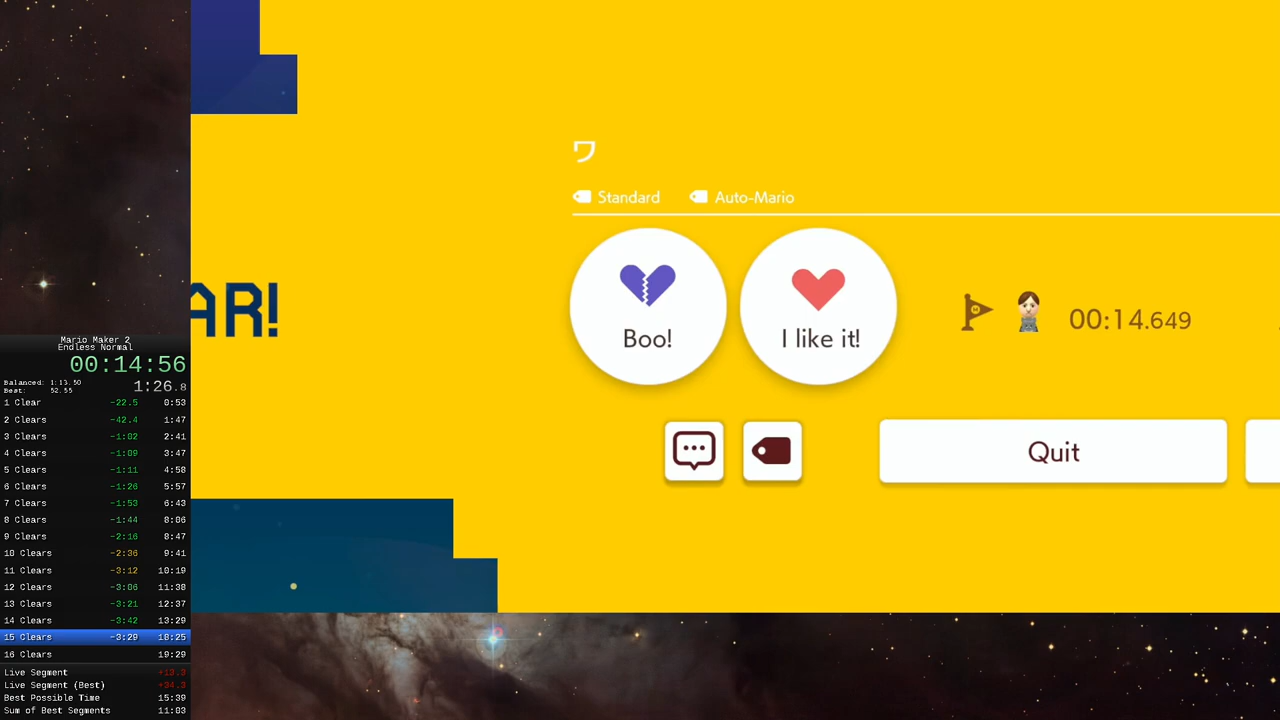 AR!
ワ
Standard Auto-Mario
Boo!
I like it!
00:14.649
Quit
Mario Maker 2
Endless Normal
00:14:56
Balanced: 1:13.50
Best: 52.55
1:26.8
1 Clear -22.5 0:53
2 Clears -42.4 1:47
3 Clears -1:02 2:41
4 Clears -1:09 3:47
5 Clears -1:11 4:58
6 Clears -1:26 5:57
7 Clears -1:53 6:43
8 Clears -1:44 8:06
9 Clears -2:16 8:47
10 Clears -2:36 9:41
11 Clears -3:12 10:19
12 Clears -3:06 11:38
13 Clears -3:21 12:37
14 Clears -3:42 13:29
15 Clears -3:29 18:25
16 Clears 19:29
Live Segment +12.3
Live Segment (Best) +34.3
Best Possible Time 15:39
Sum of Best Segments 11:03